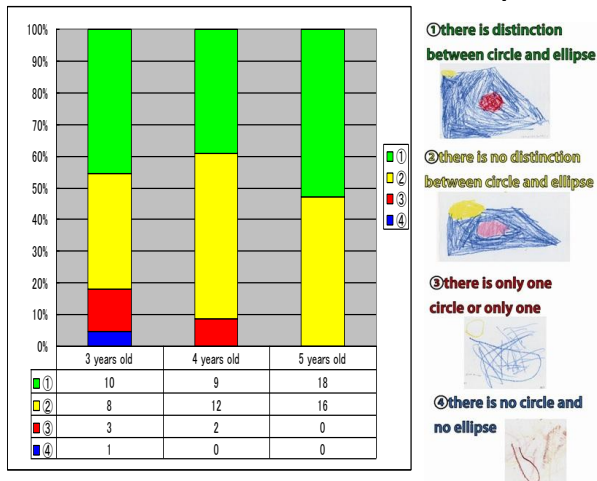 100%
90%
80%
70%
60%
50%
40%
30%
20%
10%
0%
3 years old 4 years old 5 years old
① 10 9 18
② 8 12 16
③ 3 2 0
④ 1 0 0
①
②
③
④
①there is distinction
between circle and ellipse
②there is no distinction
between circle and ellipse
③there is only one
circle or only one
④there is no circle and
no ellipse